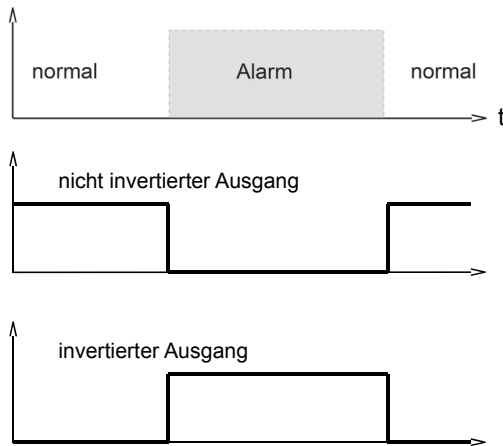 normal Alarm normal
t
nicht invertierter Ausgang
invertierter Ausgang